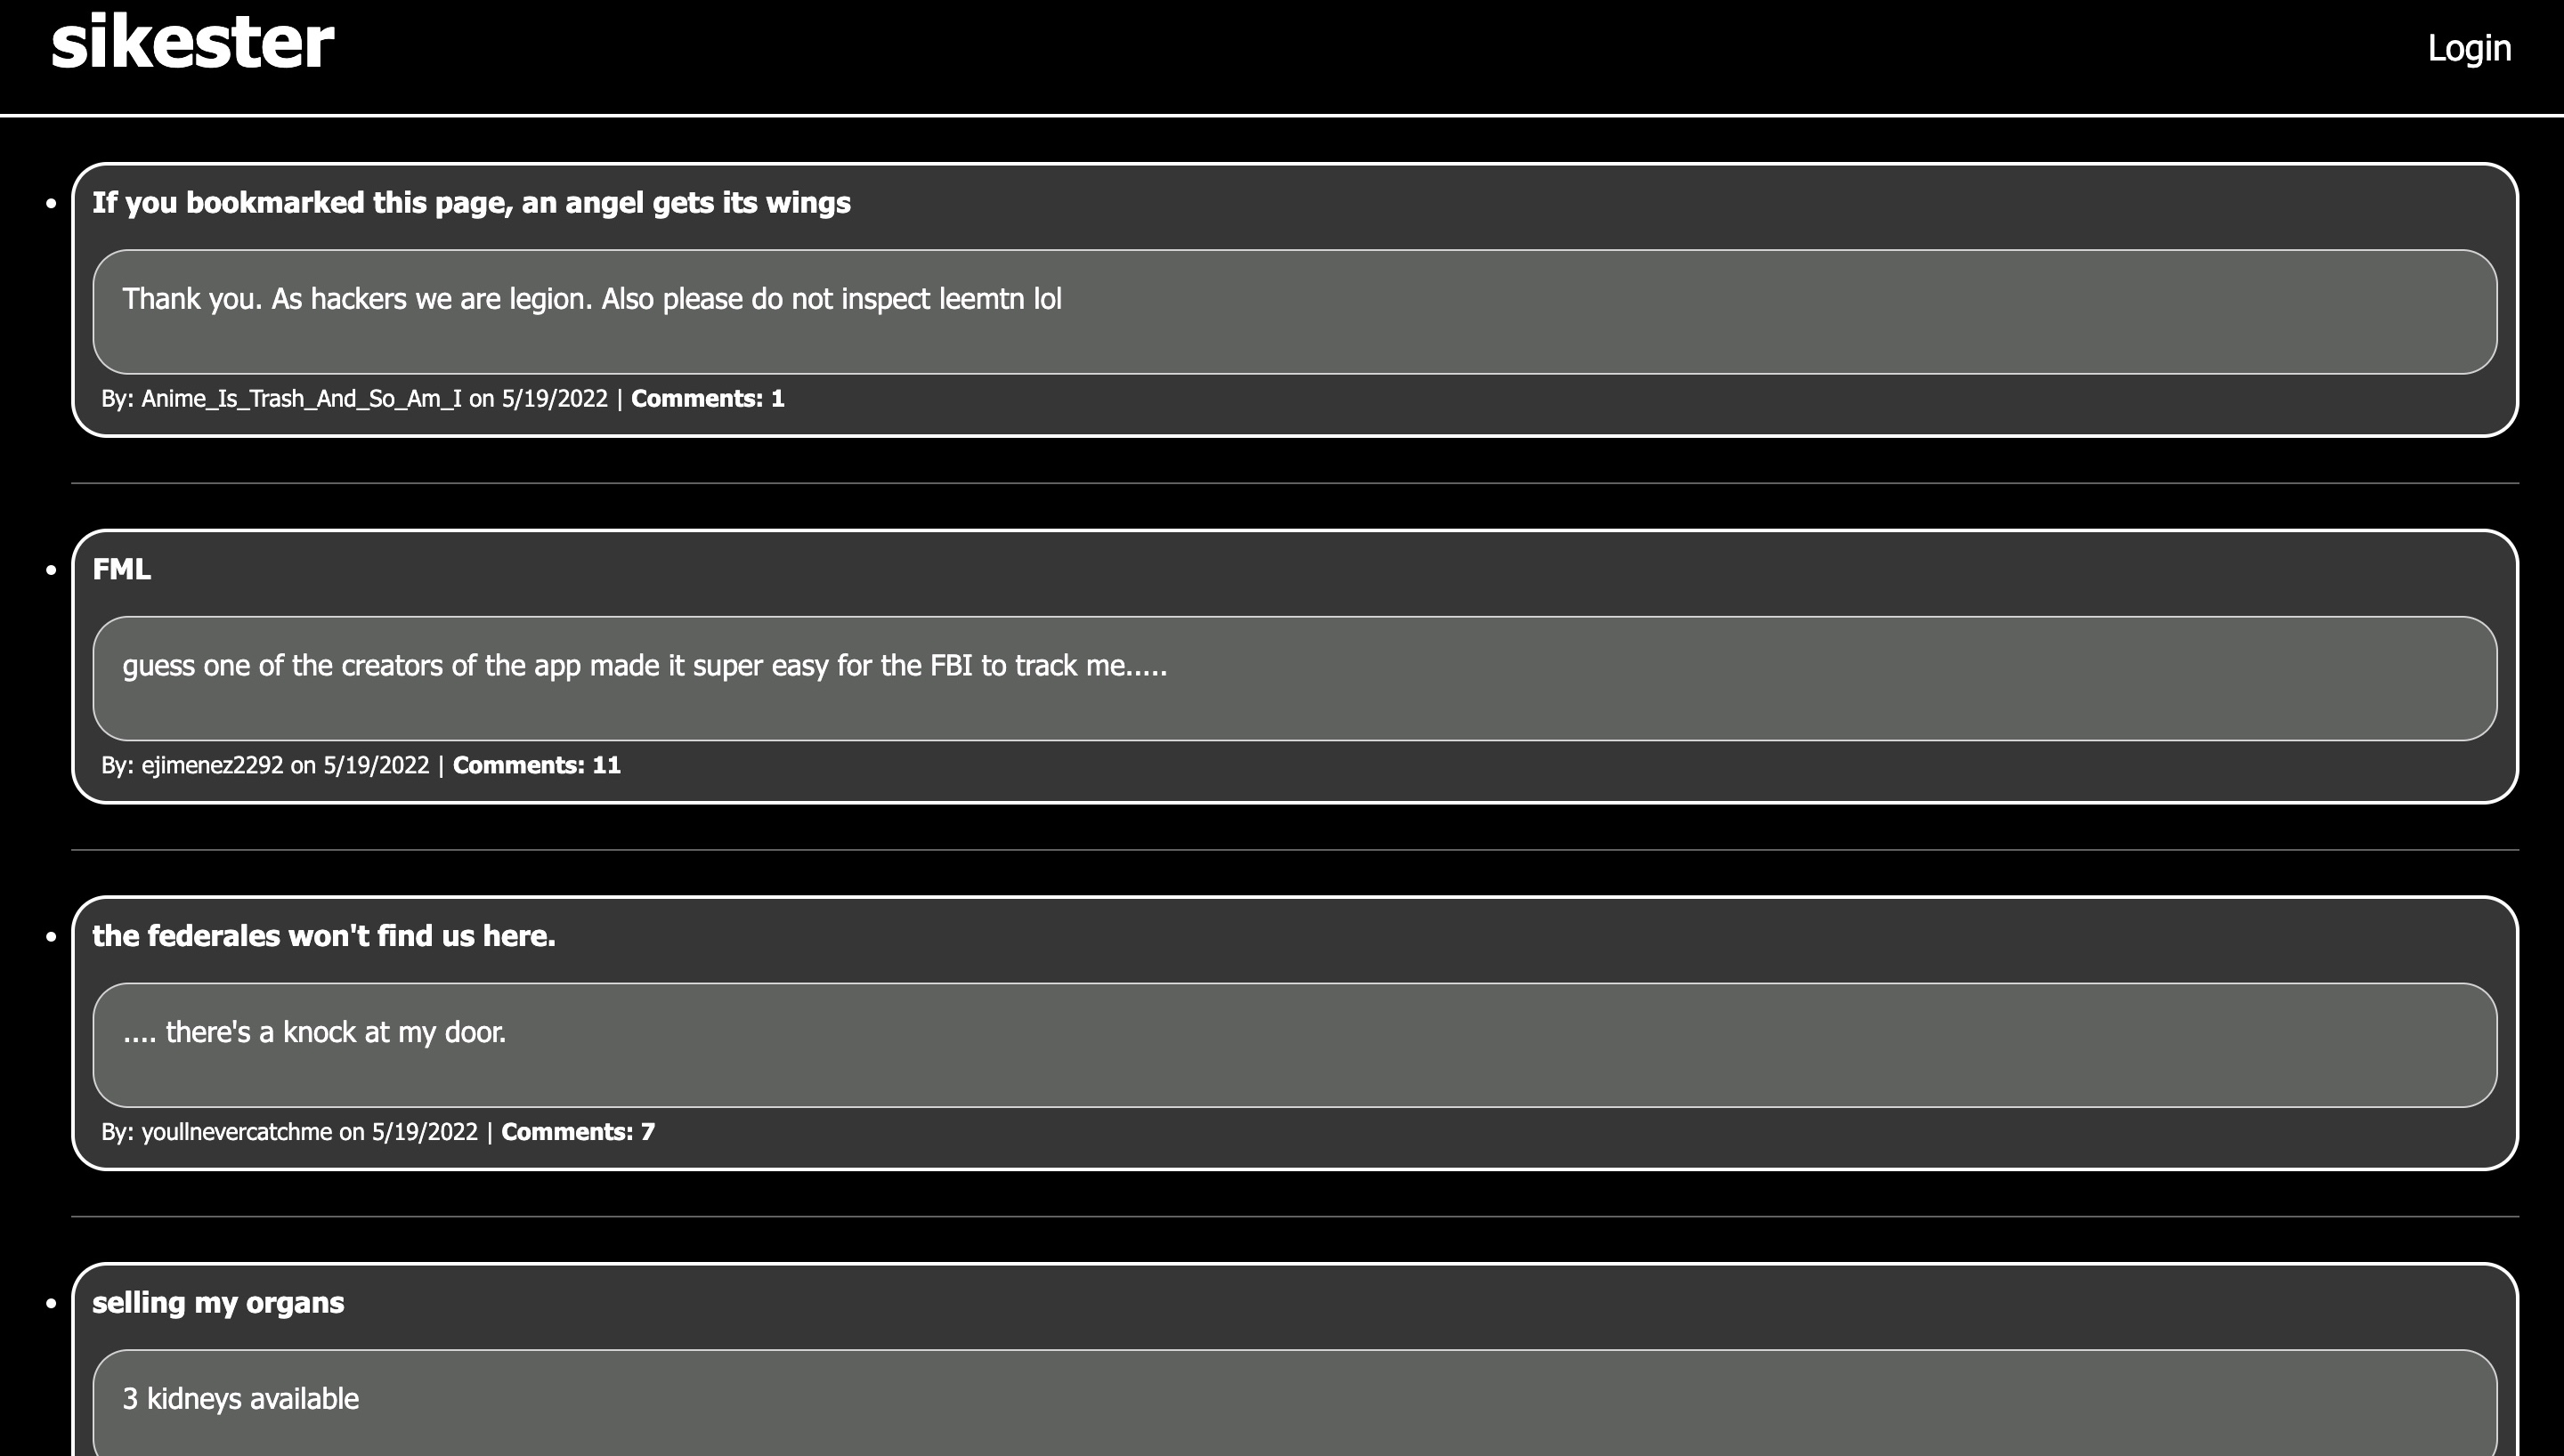 sikester
Login
If you bookmarked this page, an angel gets its wings
Thank you. As hackers we are legion. Also please do not inspect leemtn lol
By: Anime_Is_Trash_And_So_Am_I on 5/19/2022 | Comments: 1
FML
guess one of the creators of the app made it super easy for the FBI to track me.....
By: ejimenez2292 on 5/19/2022 | Comments: 11
the federales won't find us here.
.... there's a knock at my door.
By: youllnevercatchme on 5/19/2022 | Comments: 7
selling my organs
3 kidneys available